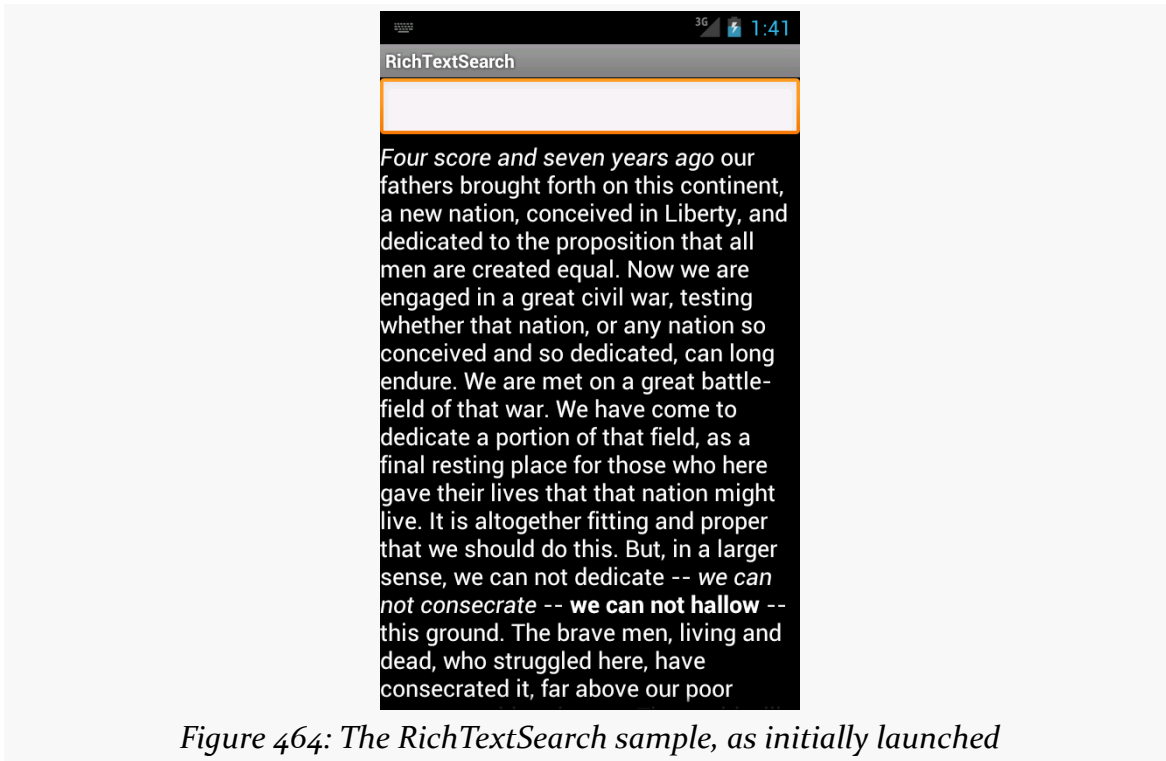 3G 1:41
RichTextSearch
Four score and seven years ago our
fathers brought forth on this continent,
a new nation, conceived in Liberty, and
dedicated to the proposition that all
men are created equal. Now we are
engaged in a great civil war, testing
whether that nation, or any nation so
conceived and so dedicated, can long
endure. We are met on a great battle-
field of that war. We have come to
dedicate a portion of that field, as a
final resting place for those who here
gave their lives that that nation might
live. It is altogether fitting and proper
that we should do this. But, in a larger
sense, we can not dedicate -- we can
not consecrate -- we can not hallow --
this ground. The brave men, living and
dead, who struggled here, have
consecrated it, far above our poor
Figure 464: The RichTextSearch sample, as initially launched